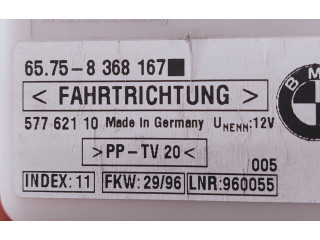 65.75-8 368 167■
< FAHRTRICHTUNG >
577 621 10 Made in Germany UNENN:12V
>PP-TV 20<
005
INDEX: 11 FKW: 29/96 LNR:960055
BM